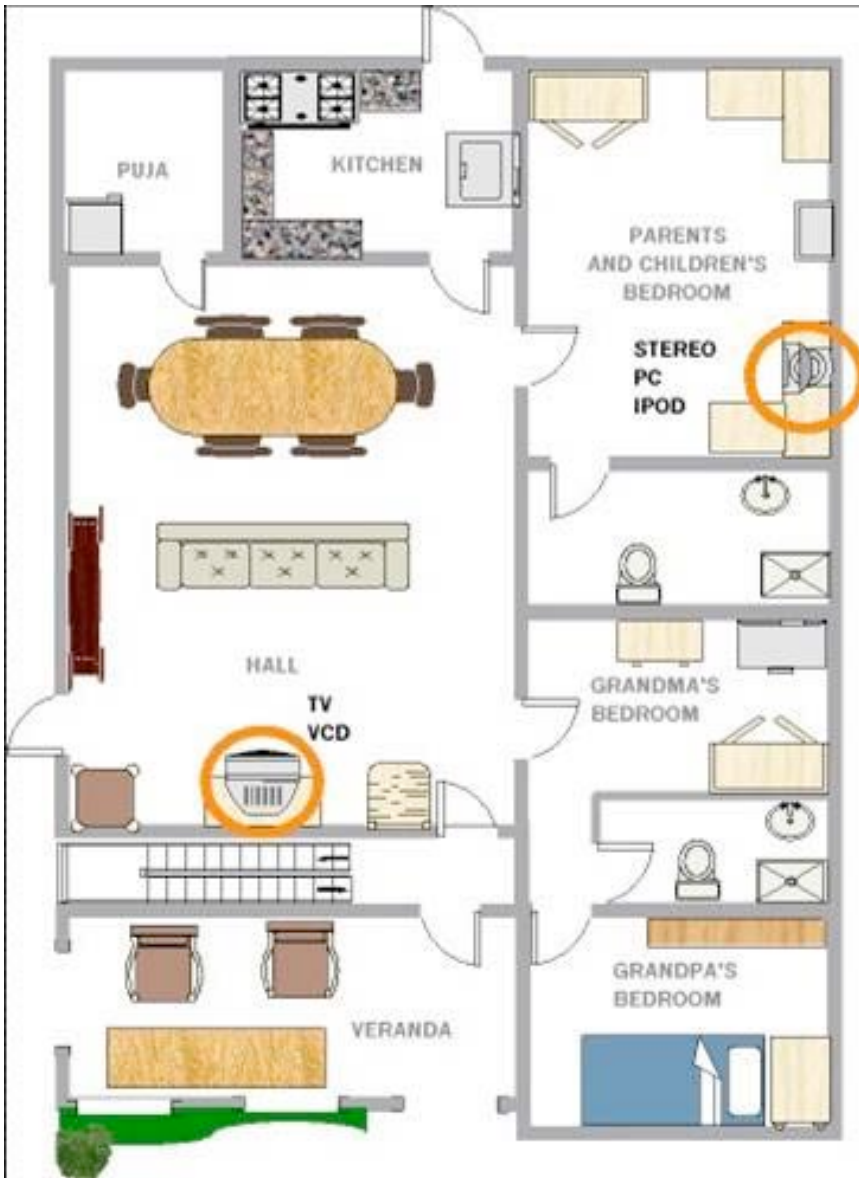 PUJA
KITCHEN
PARENTS
AND CHILDREN'S
BEDROOM
STEREO
PC
IPOD
HALL
TV
VCD
GRANDMA'S
BEDROOM
GRANDPA'S
BEDROOM
VERANDA